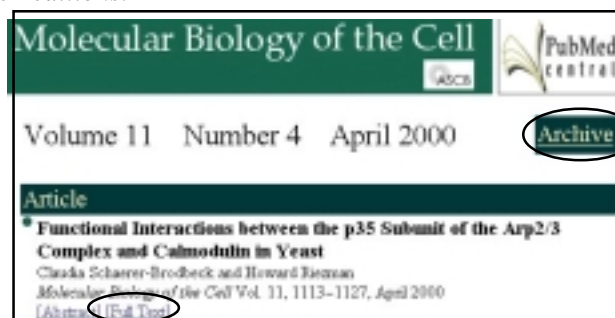 Molecular Biology of the Cell
ASCB
PubMed
central
Volume 11 Number 4 April 2000
Archive
Article
Functional Interactions between the p35 Subunit of the Arp2/3
Complex and Calmodulin in Yeast
Claudia Schaerer-Brodbeck and Howard Riezman
Molecular Biology of the Cell Vol. 11, 1113–1127, April 2000
[Abstract] [Full Text]